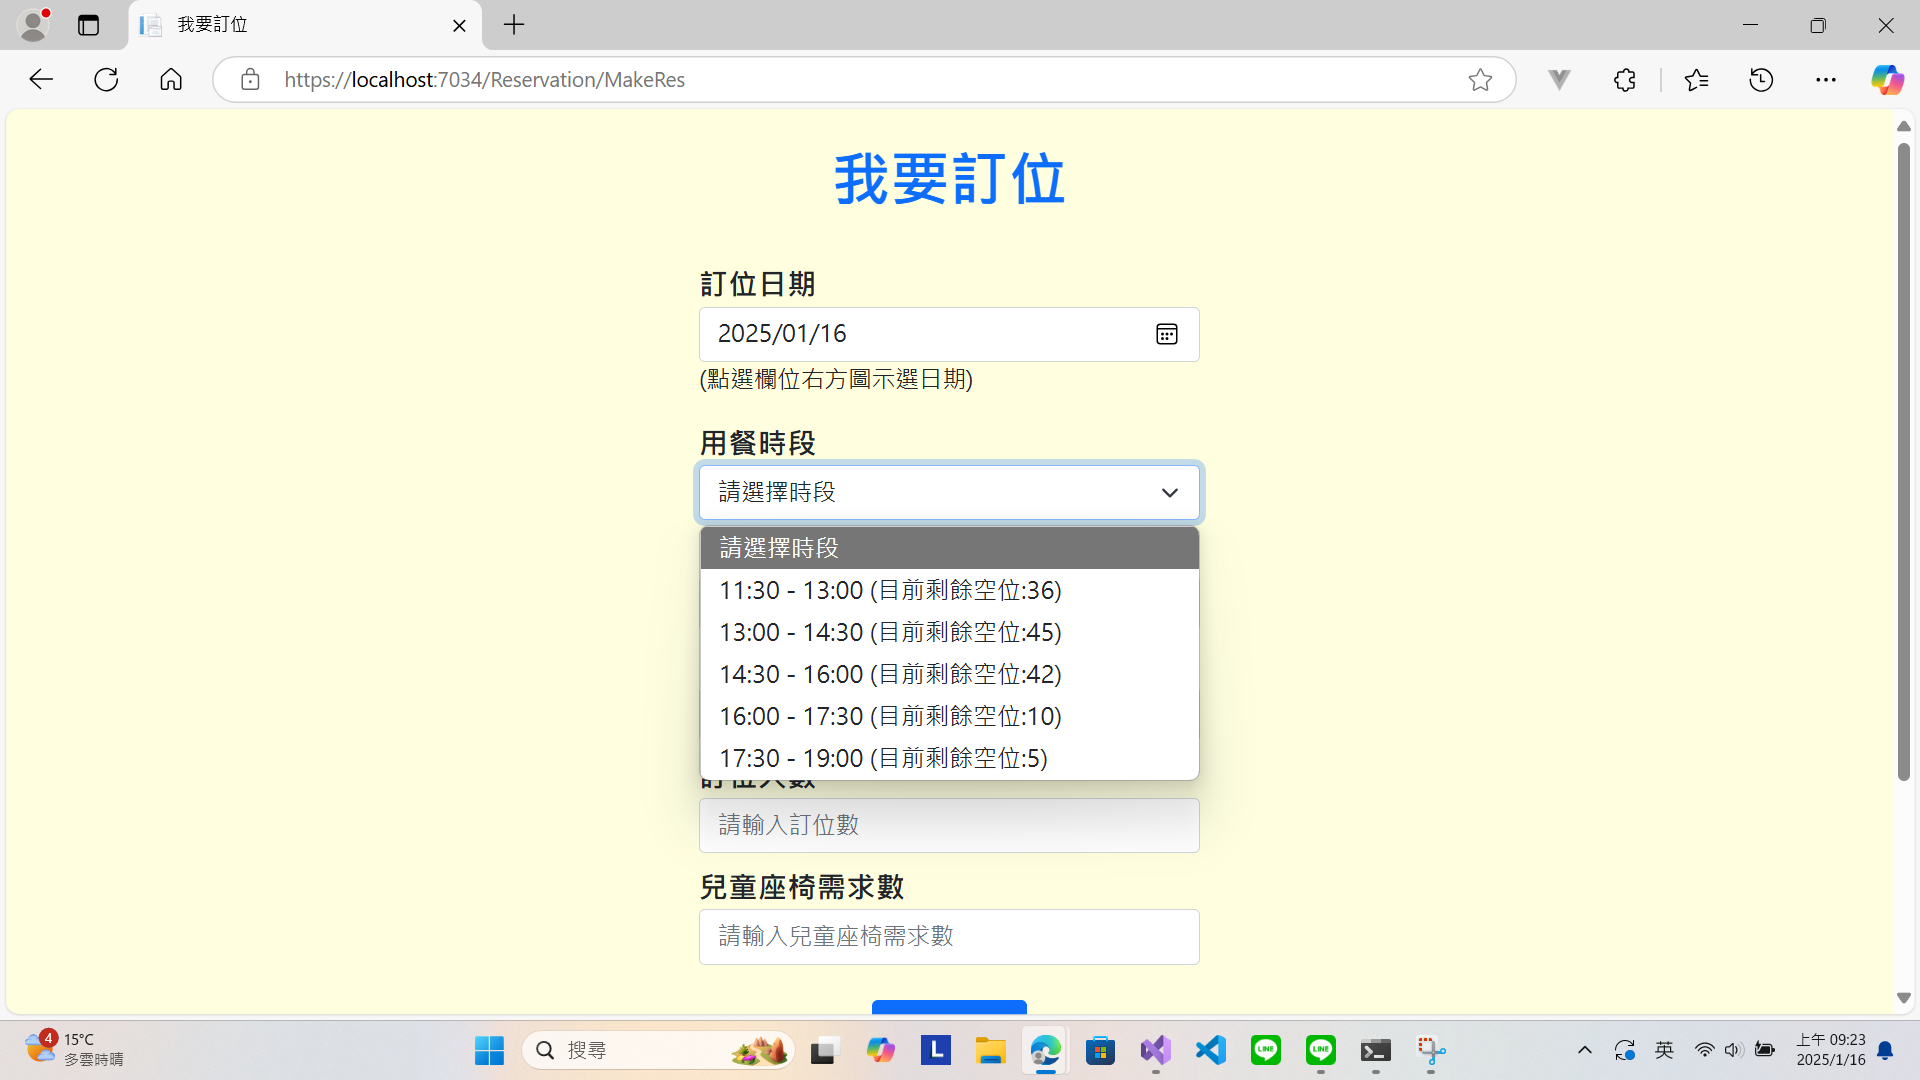 我要訂位
https://localhost:7034/Reservation/MakeRes
我要訂位
訂位日期
2025/01/16
(點選欄位右方圖示選日期)
用餐時段
請選擇時段
請選擇時段
11:30 - 13:00 (目前剩餘空位:36)
13:00 - 14:30 (目前剩餘空位:45)
14:30 - 16:00 (目前剩餘空位:42)
16:00 - 17:30 (目前剩餘空位:10)
17:30 - 19:00 (目前剩餘空位:5)
訂位人數
請輸入訂位數
兒童座椅需求數
請輸入兒童座椅需求數
4
15°C
多雲時晴
搜尋
L
LINE
LINE
英
上午 09:23
2025/1/16